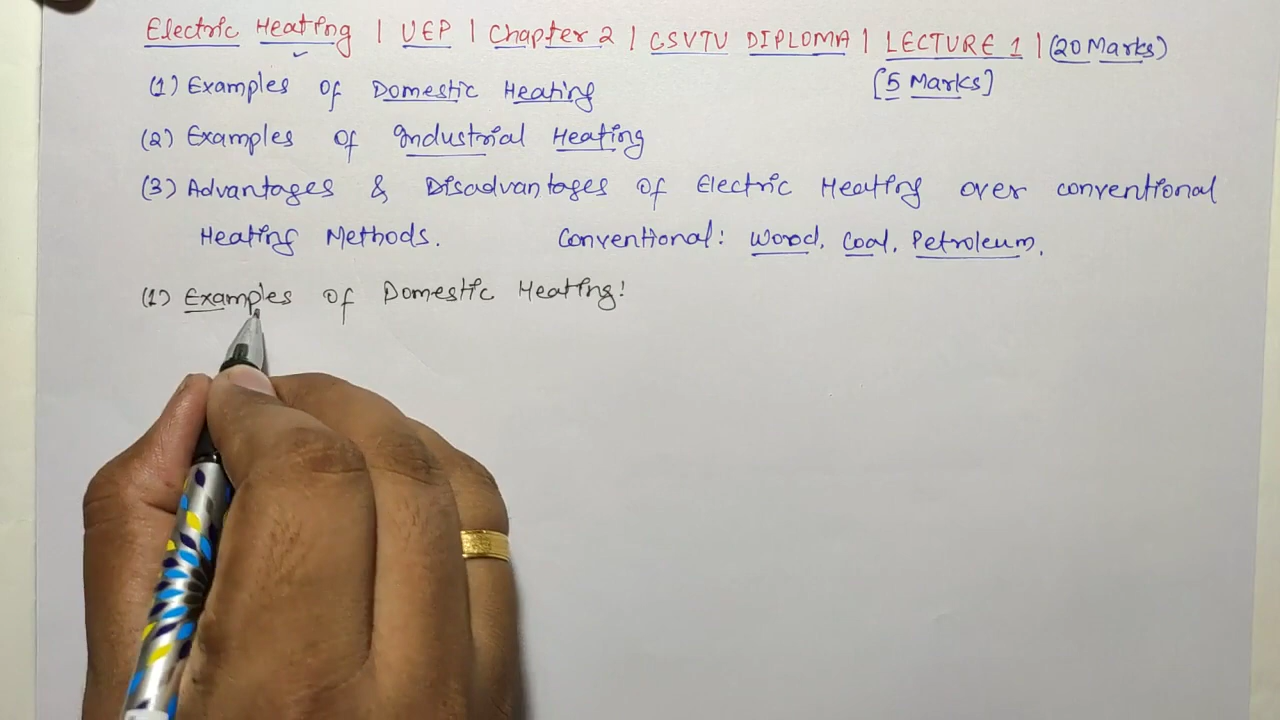 Electric Heating | UEP | Chapter 2 | CSVTU DIPLOMA | LECTURE 1 | (20 Marks)
[5 Marks]
(1) Examples of Domestic Heating
(2) Examples of Industrial Heating
(3) Advantages & Disadvantages of Electric Heating over conventional
Heating Methods. Conventional: Wood, Coal, Petroleum.
(1) Examples of Domestic Heating: